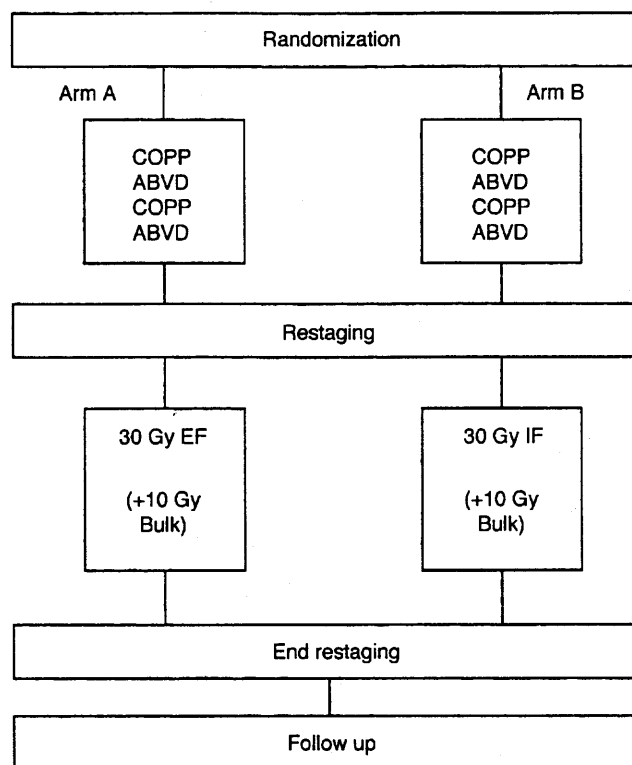 Randomization
Arm A
Arm B
COPP
ABVD
COPP
ABVD
COPP
ABVD
COPP
ABVD
Restaging
30 Gy EF
(+10 Gy
Bulk)
30 Gy IF
(+10 Gy
Bulk)
End restaging
Follow up